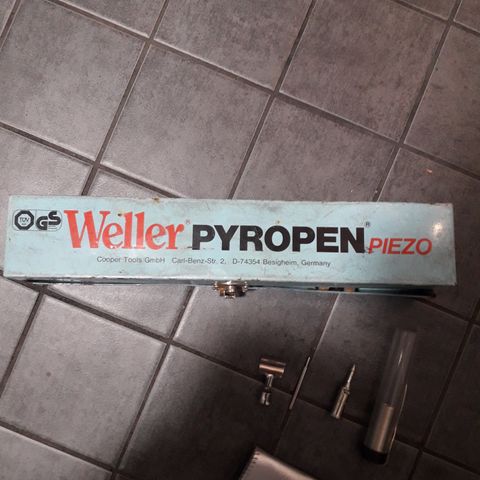 TÜV GS Weller® PYROPEN® PIEZO
Cooper Tools GmbH Carl-Benz-Str. 2, D-74354 Besigheim, Germany